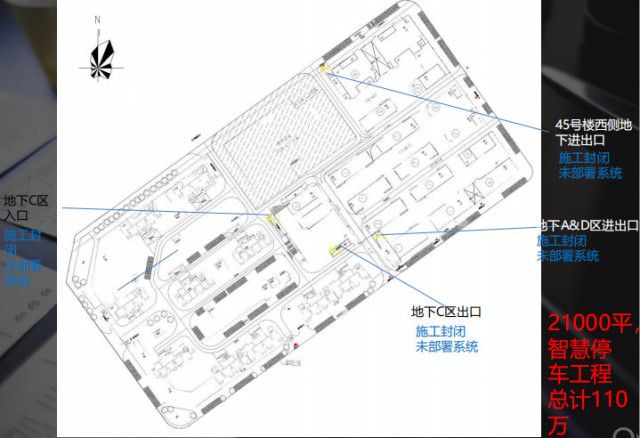 N
45号楼西侧地
下进出口
施工封闭
未部署系统
地下C区
入口
施工封
闭
未部署
系统
地下A&D区进出口
施工封闭
未部署系统
地下C区出口
施工封闭
未部署系统
21000平,
智慧停
车工程
总计110
万